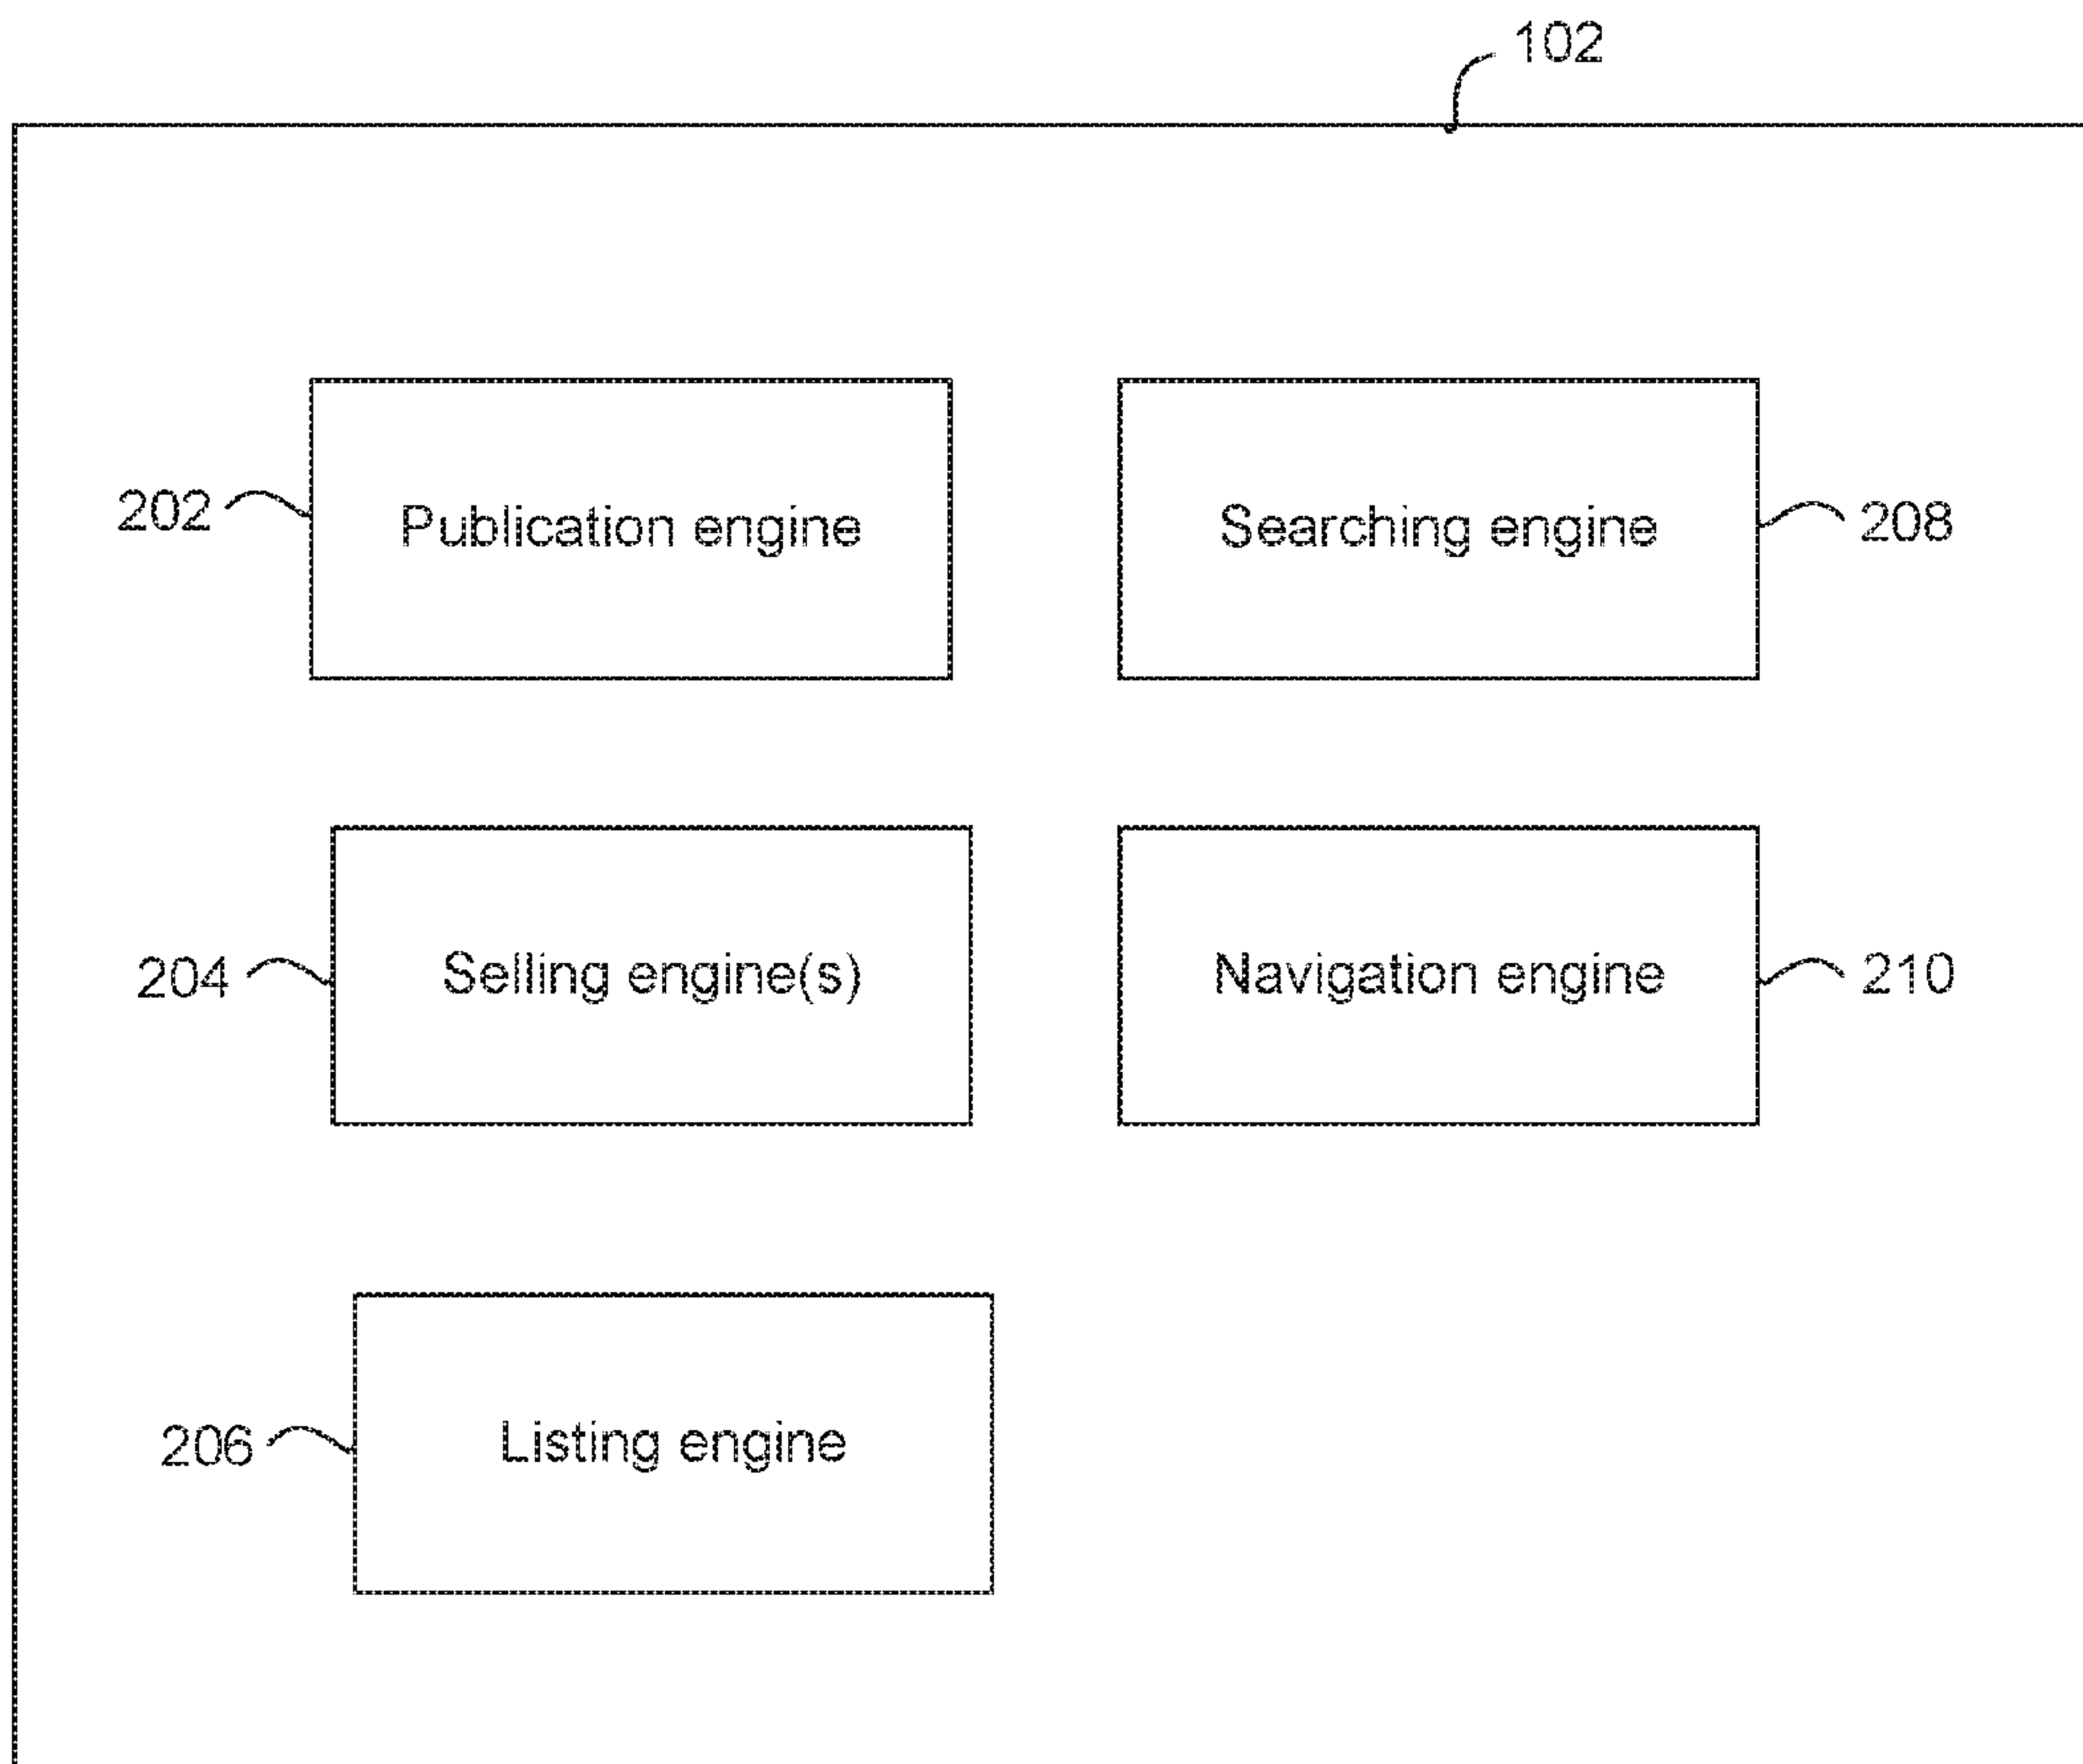 102
202
Publication engine
Searching engine
208
204
Selling engine(s)
Navigation engine
210
206
Listing engine